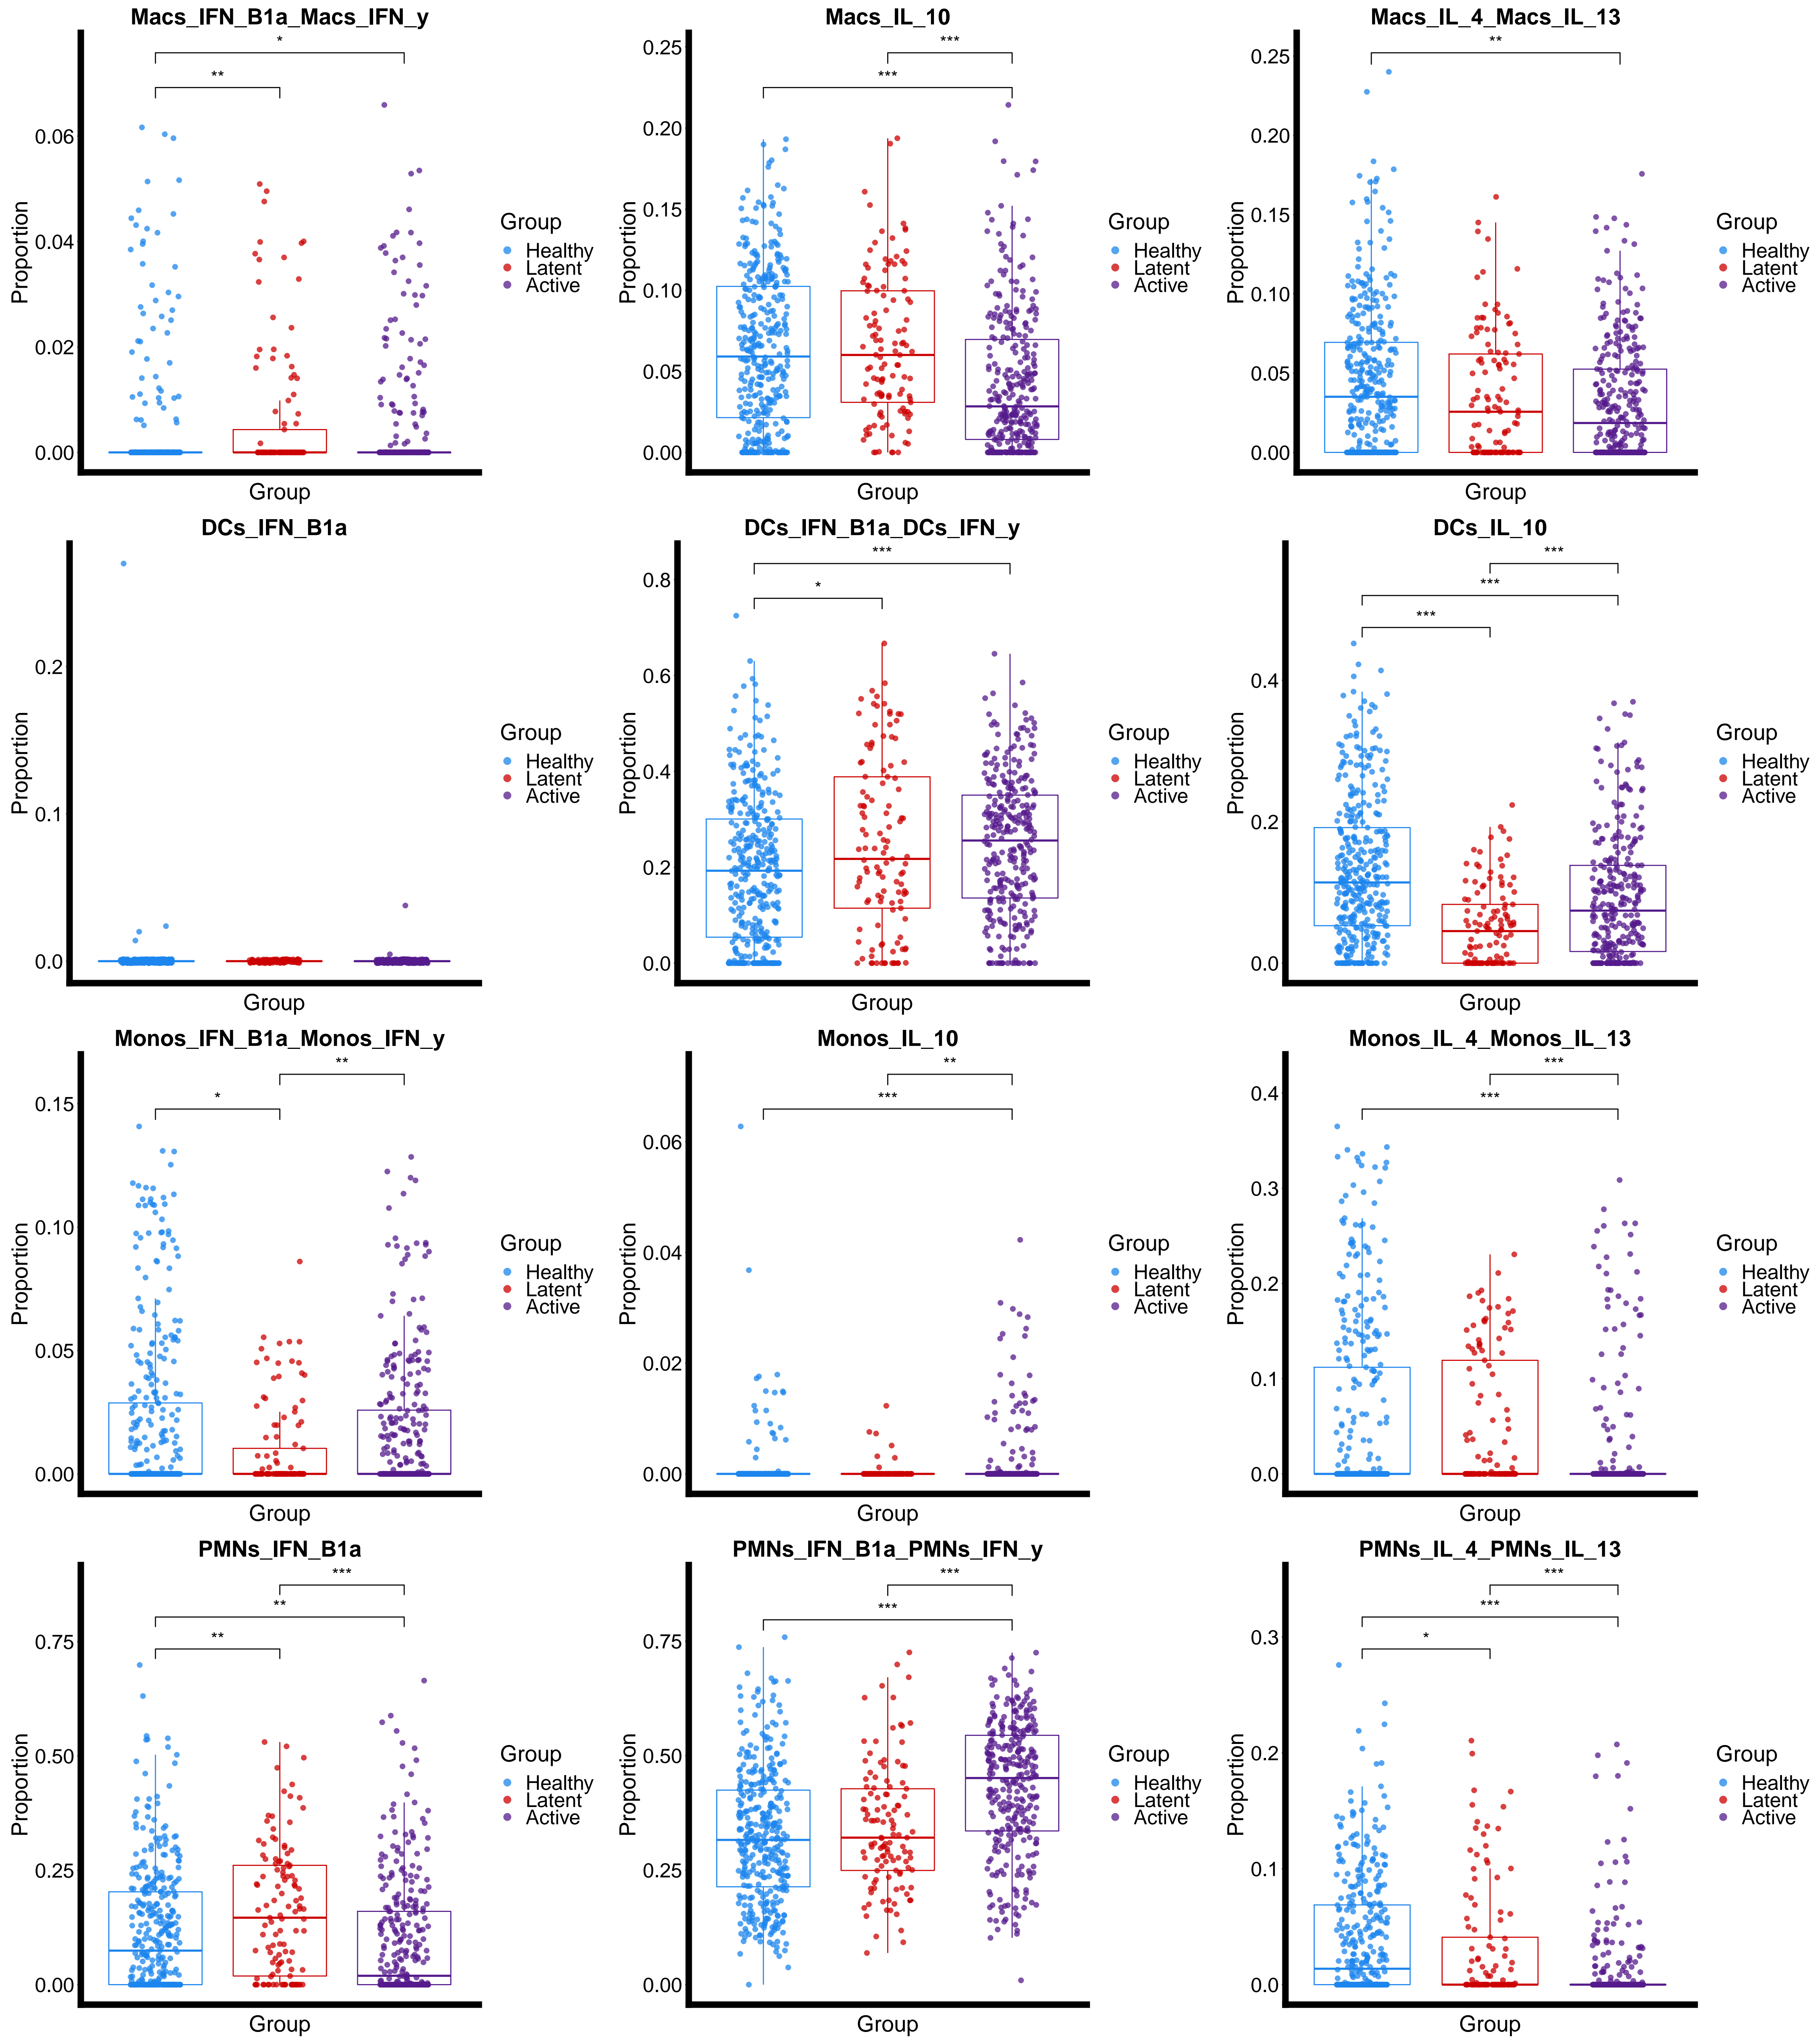 Macs_IFN_B1a_Macs_IFN_y
*
**
Proportion
0.06
0.04
0.02
0.00
Group
Group
Healthy
Latent
Active
Macs_IL_10
***
***
Proportion
0.25
0.20
0.15
0.10
0.05
0.00
Group
Group
Healthy
Latent
Active
Macs_IL_4_Macs_IL_13
**
Proportion
0.25
0.20
0.15
0.10
0.05
0.00
Group
Group
Healthy
Latent
Active
DCs_IFN_B1a
Proportion
0.2
0.1
0.0
Group
Group
Healthy
Latent
Active
DCs_IFN_B1a_DCs_IFN_y
***
*
Proportion
0.8
0.6
0.4
0.2
0.0
Group
Group
Healthy
Latent
Active
DCs_IL_10
***
***
***
Proportion
0.4
0.2
0.0
Group
Group
Healthy
Latent
Active
Monos_IFN_B1a_Monos_IFN_y
**
*
Proportion
0.15
0.10
0.05
0.00
Group
Group
Healthy
Latent
Active
Monos_IL_10
**
***
Proportion
0.06
0.04
0.02
0.00
Group
Group
Healthy
Latent
Active
Monos_IL_4_Monos_IL_13
***
***
Proportion
0.4
0.3
0.2
0.1
0.0
Group
Group
Healthy
Latent
Active
PMNs_IFN_B1a
***
**
**
Proportion
0.75
0.50
0.25
0.00
Group
Group
Healthy
Latent
Active
PMNs_IFN_B1a_PMNs_IFN_y
***
***
Proportion
0.75
0.50
0.25
0.00
Group
Group
Healthy
Latent
Active
PMNs_IL_4_PMNs_IL_13
***
***
*
Proportion
0.3
0.2
0.1
0.0
Group
Group
Healthy
Latent
Active